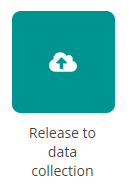 Release to
data
collection